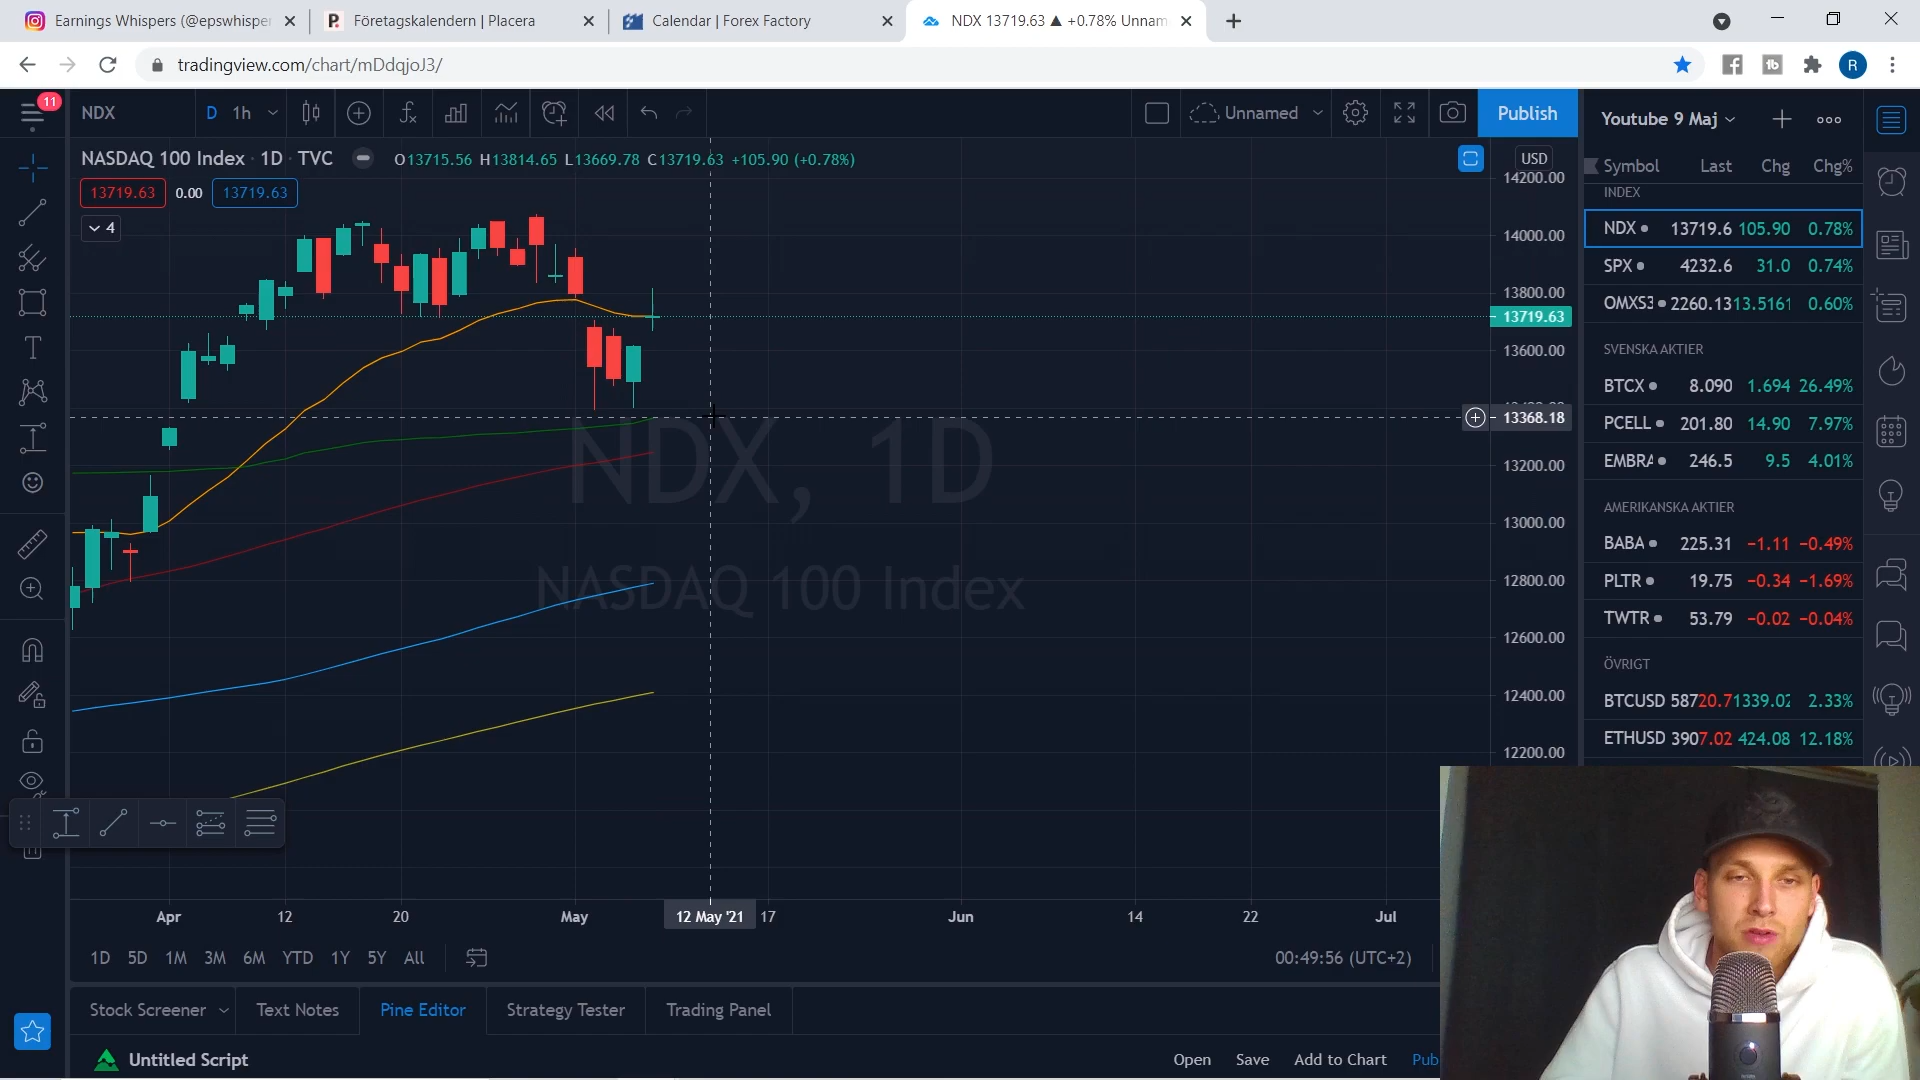 Earnings Whispers (@epswhisper
Företagskalendern | Placera
Calendar | Forex Factory
NDX 13719.63 ▲ +0.78% Unnam
tradingview.com/chart/mDdqjoJ3/
R
11
NDX
D 1h
Unnamed
Publish
Youtube 9 Maj
NASDAQ 100 Index · 1D · TVC
O13715.56 H13814.65 L13669.78 C13719.63 +105.90 (+0.78%)
13719.63 0.00 13719.63
4
USD
14200.00
14000.00
13800.00
13719.63
13600.00
13368.18
13200.00
13000.00
12800.00
12600.00
12400.00
12200.00
NDX, 1D
NASDAQ 100 Index
Apr 12 20 May 12 May '21 17 Jun 14 22 Jul
1D 5D 1M 3M 6M YTD 1Y 5Y All
00:49:56 (UTC+2)
Symbol Last Chg Chg%
INDEX
NDX 13719.6 105.90 0.78%
SPX 4232.6 31.0 0.74%
OMXS3 2260.13 13.5161 0.60%
SVENSKA AKTIER
BTCX 8.090 1.694 26.49%
PCELL 201.80 14.90 7.97%
EMBRA 246.5 9.5 4.01%
AMERIKANSKA AKTIER
BABA 225.31 −1.11 −0.49%
PLTR 19.75 −0.34 −1.69%
TWTR 53.79 −0.02 −0.04%
ÖVRIGT
BTCUSD 58720.7 1339.02 2.33%
ETHUSD 3907.02 424.08 12.18%
Stock Screener Text Notes Pine Editor Strategy Tester Trading Panel
Untitled Script
Open Save Add to Chart Pub